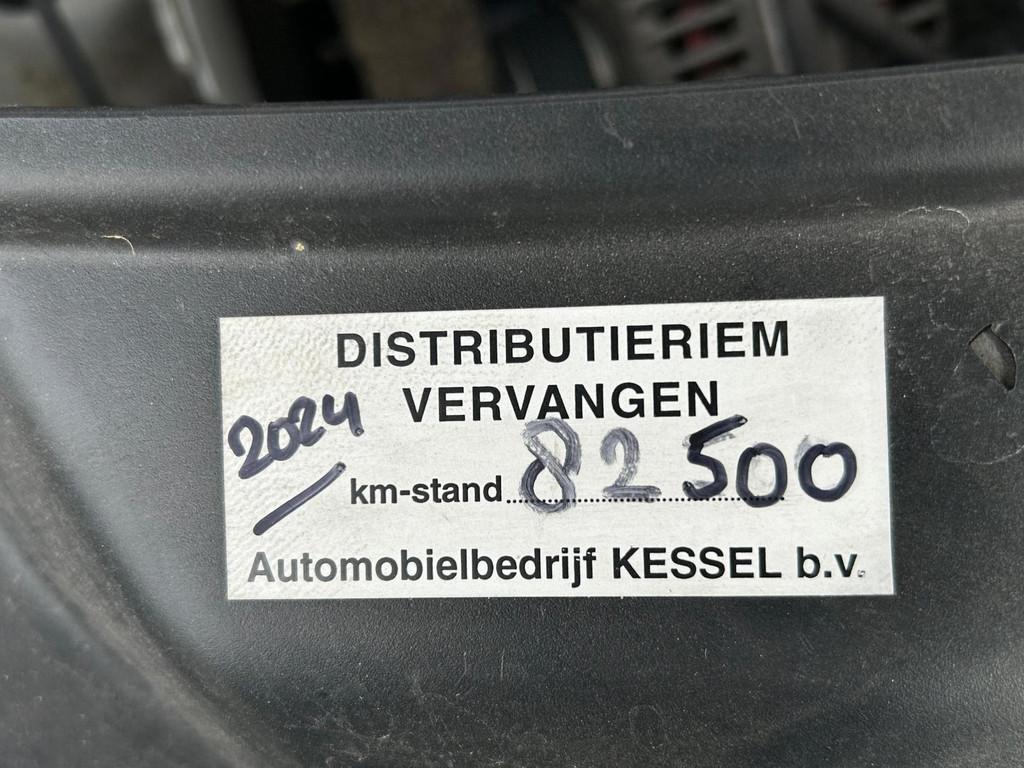 DISTRIBUTIERIEM
VERVANGEN
2024
km-stand 82500
Automobielbedrijf KESSEL b.v.